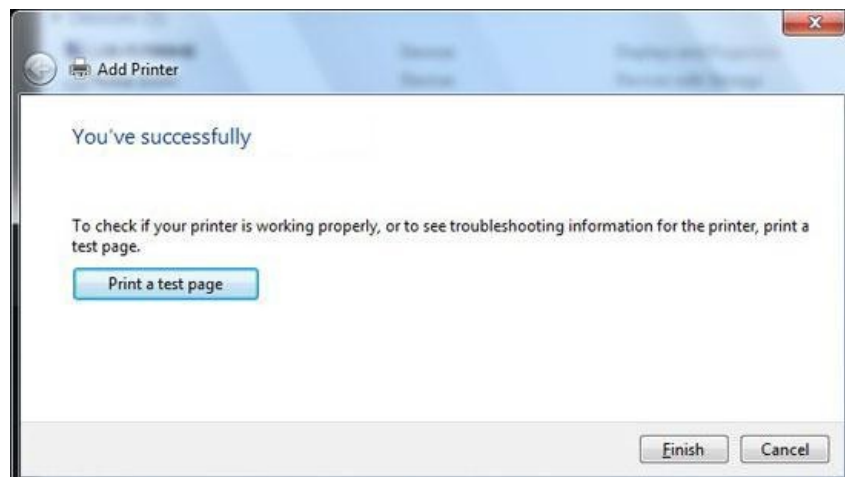 Add Printer
You've successfully
To check if your printer is working properly, or to see troubleshooting information for the printer, print a
test page.
Print a test page
Finish
Cancel